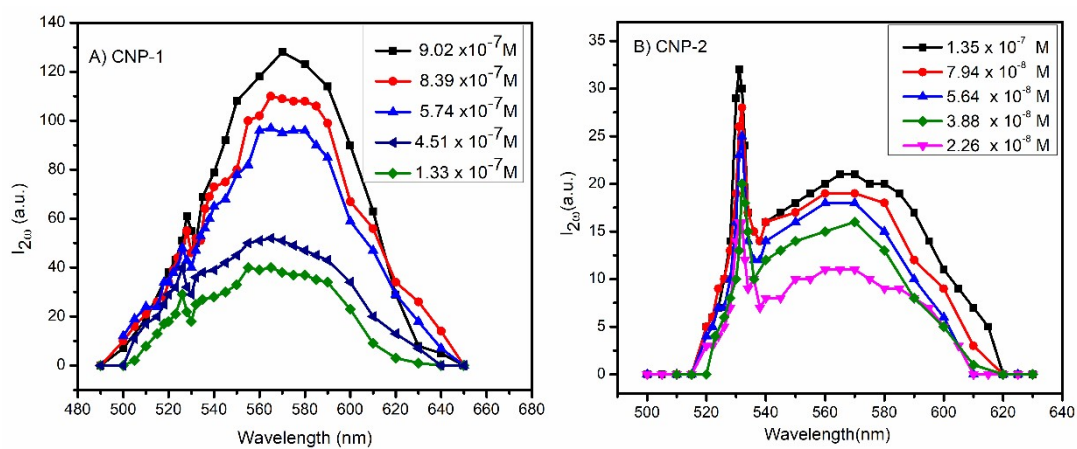 A) CNP-1
9.02 x10⁻⁷M
8.39 x10⁻⁷M
5.74 x10⁻⁷M
4.51 x10⁻⁷M
1.33 x10⁻⁷M
I₂ω (a.u.)
140
120
100
80
60
40
20
0
480 500 520 540 560 580 600 620 640 660 680
Wavelength (nm)
B) CNP-2
1.35 x 10⁻⁷ M
7.94 x 10⁻⁸ M
5.64 x 10⁻⁸ M
3.88 x 10⁻⁸ M
2.26 x 10⁻⁸ M
I₂ω (a.u.)
35
30
25
20
15
10
5
0
500 520 540 560 580 600 620 640
Wavelength(nm)